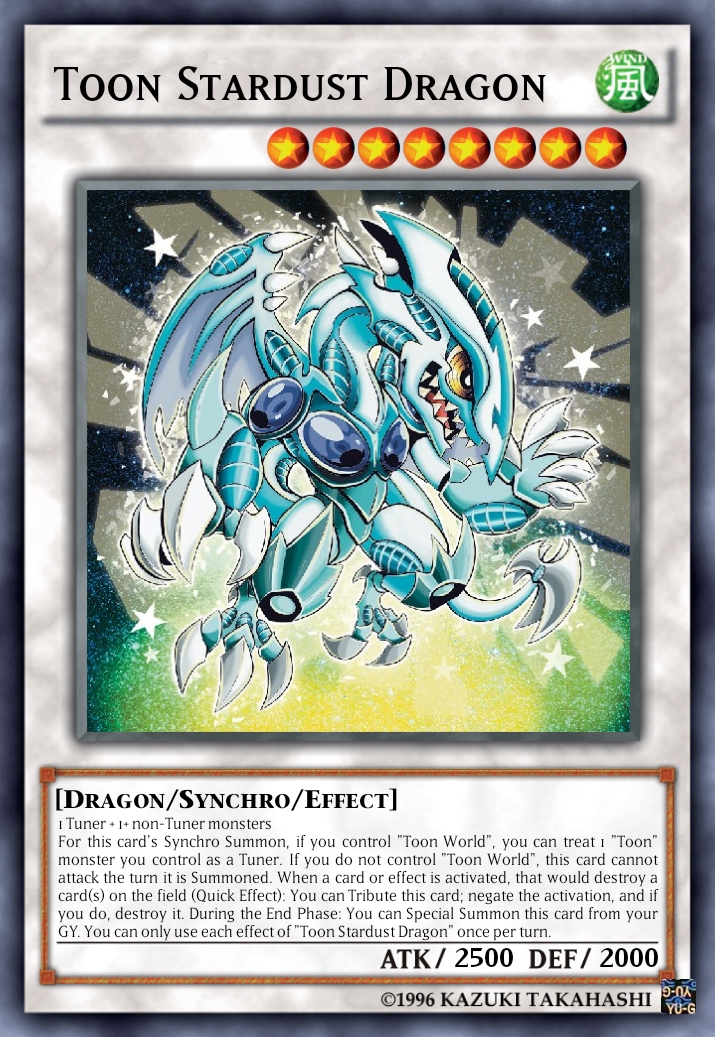 Toon Stardust Dragon
WIND
風
[Dragon/Synchro/Effect]
1 Tuner + 1+ non-Tuner monsters
For this card's Synchro Summon, if you control "Toon World", you can treat 1 "Toon"
monster you control as a Tuner. If you do not control "Toon World", this card cannot
attack the turn it is Summoned. When a card or effect is activated, that would destroy a
card(s) on the field (Quick Effect): You can Tribute this card; negate the activation, and if
you do, destroy it. During the End Phase: You can Special Summon this card from your
GY. You can only use each effect of "Toon Stardust Dragon" once per turn.
ATK/ 2500 DEF/ 2000
©1996 KAZUKI TAKAHASHI